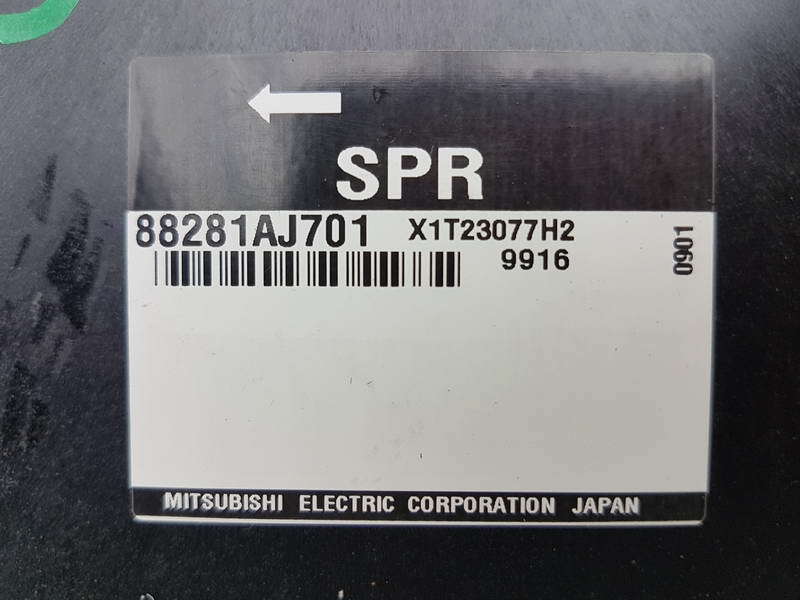 SPR
88281AJ701 X1T23077H2
9916
0901
MITSUBISHI ELECTRIC CORPORATION JAPAN